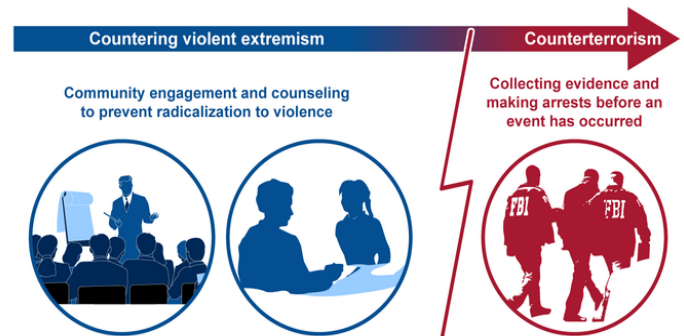 Countering violent extremism
Counterterrorism
Community engagement and counseling
to prevent radicalization to violence
Collecting evidence and
making arrests before an
event has occurred
FBI
FBI